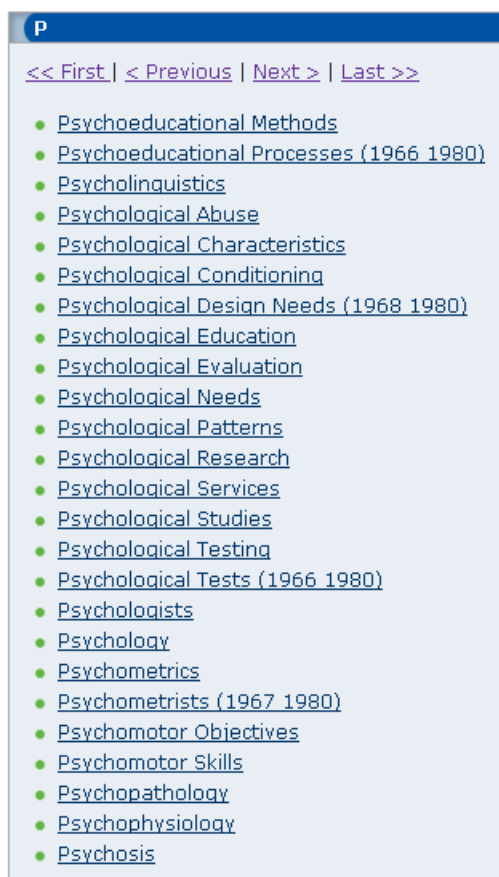 P
<< First | < Previous | Next > | Last >>
Psychoeducational Methods
Psychoeducational Processes (1966 1980)
Psycholinguistics
Psychological Abuse
Psychological Characteristics
Psychological Conditioning
Psychological Design Needs (1968 1980)
Psychological Education
Psychological Evaluation
Psychological Needs
Psychological Patterns
Psychological Research
Psychological Services
Psychological Studies
Psychological Testing
Psychological Tests (1966 1980)
Psychologists
Psychology
Psychometrics
Psychometrists (1967 1980)
Psychomotor Objectives
Psychomotor Skills
Psychopathology
Psychophysiology
Psychosis